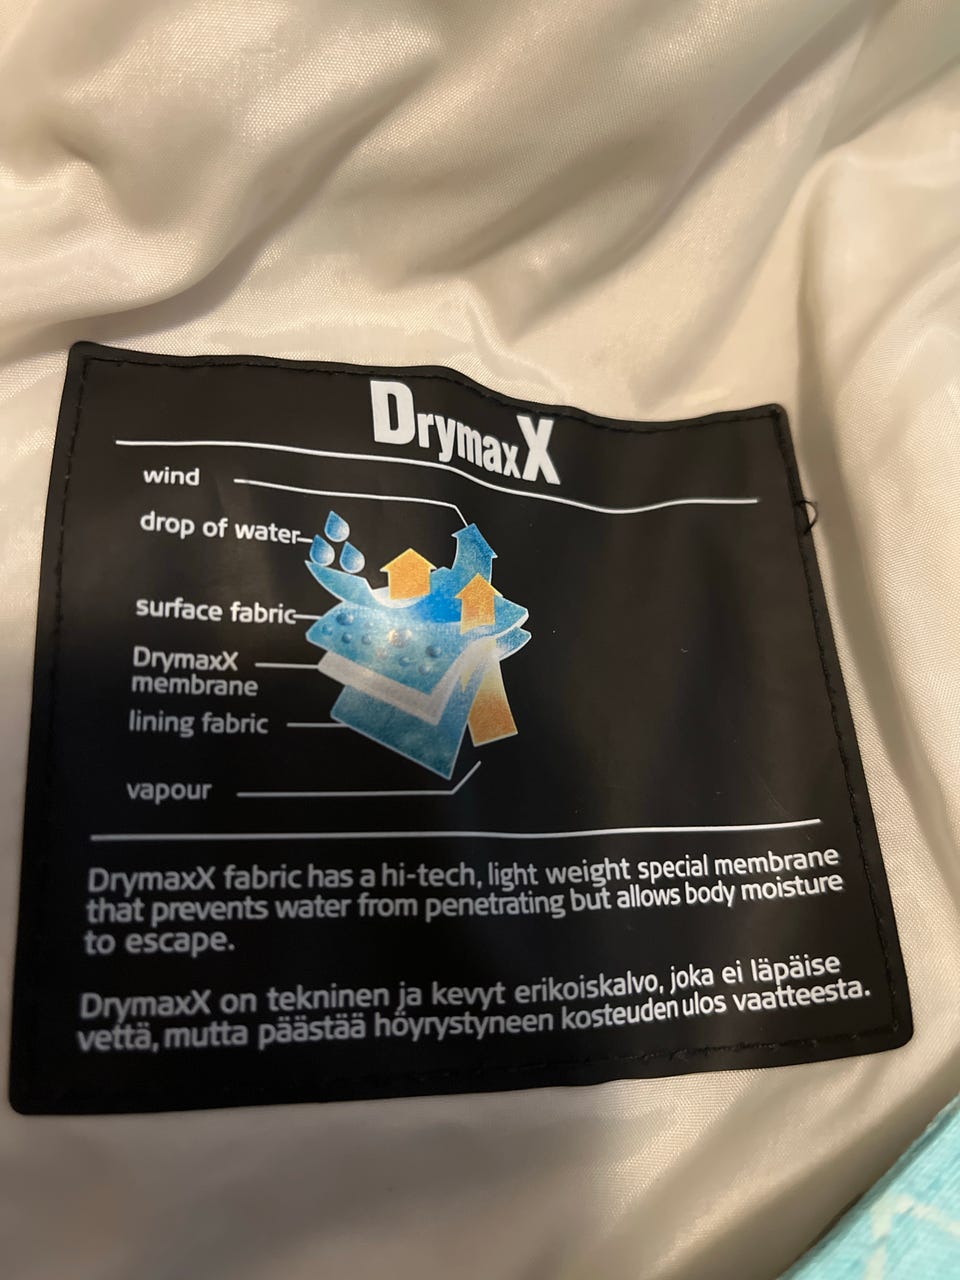 DrymaxX
wind
drop of water
surface fabric
DrymaxX
membrane
lining fabric
vapour
DrymaxX fabric has a hi-tech, light weight special membrane
that prevents water from penetrating but allows body moisture
to escape.
DrymaxX on tekninen ja kevyt erikoiskalvo, joka ei läpäise
vettä, mutta päästää höyrystyneen kosteuden ulos vaatteesta.